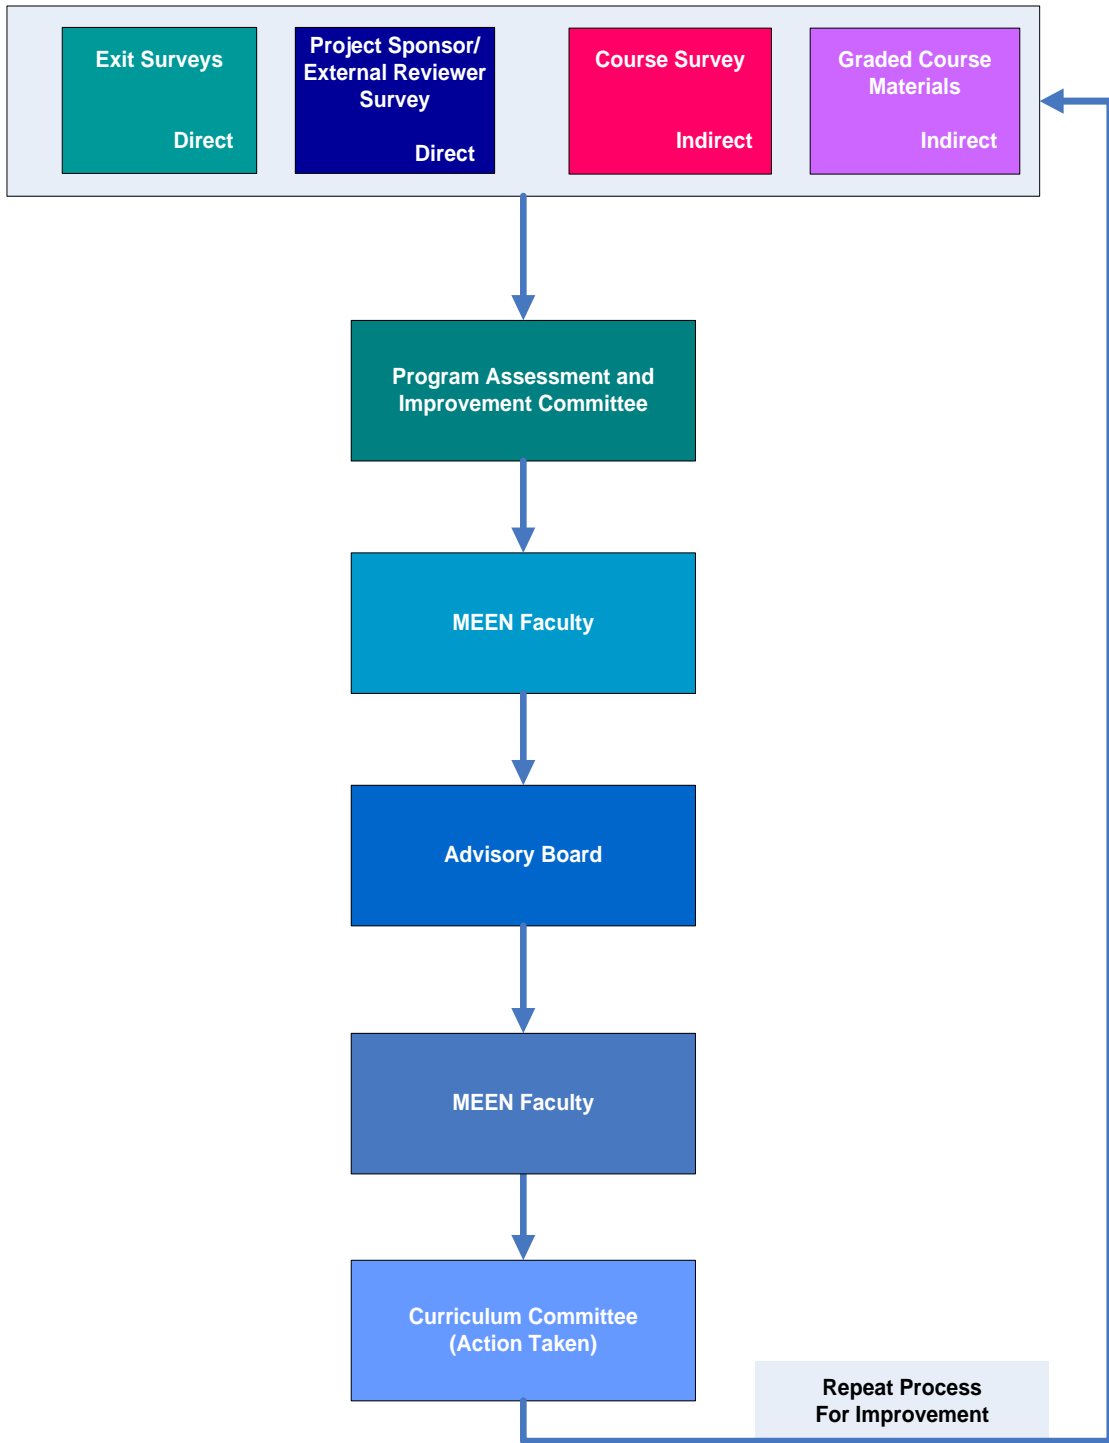 Exit Surveys
Direct
Project Sponsor/
External Reviewer
Survey
Direct
Course Survey
Indirect
Graded Course
Materials
Indirect
Program Assessment and
Improvement Committee
MEEN Faculty
Advisory Board
MEEN Faculty
Curriculum Committee
(Action Taken)
Repeat Process
For Improvement